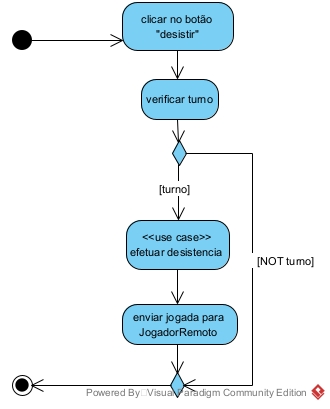 clicar no botão
"desistir"
verificar turno
[turno]
<<use case>>
efetuar desistencia
[NOT turno]
enviar jogada para
JogadorRemoto
Powered By Visual Paradigm Community Edition